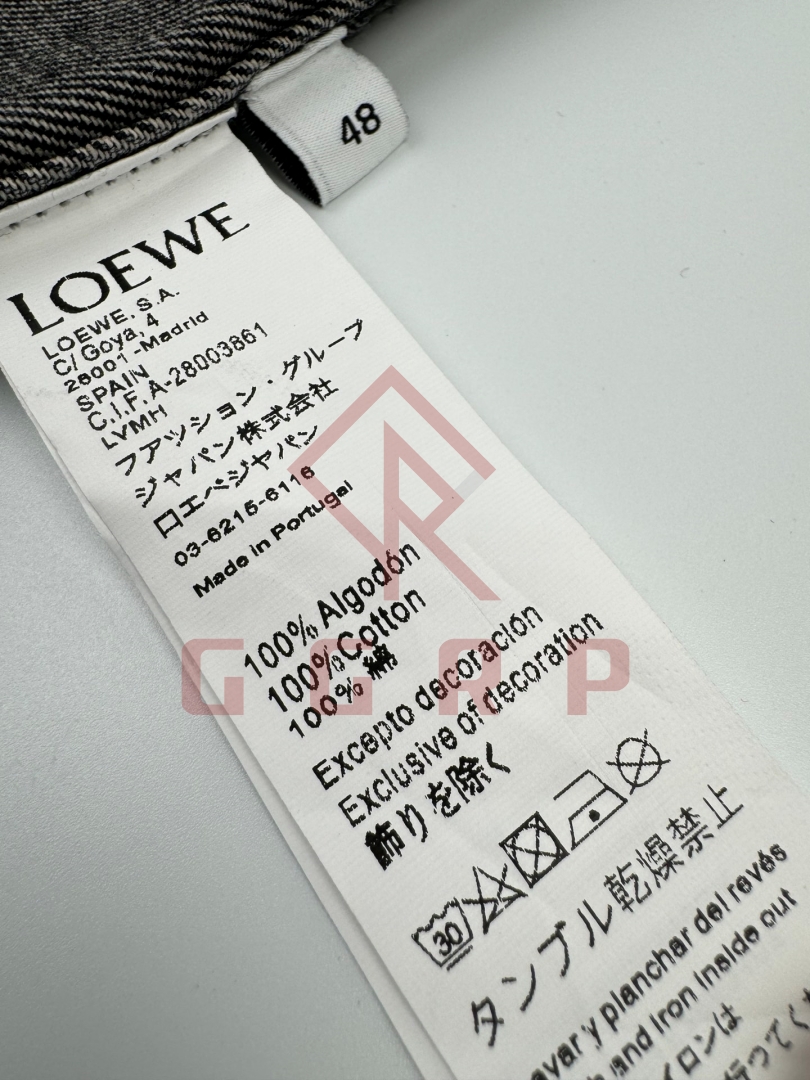 48
LOEWE
LOEWE, S.A.
C/ Goya, 4
28001 -Madrid
SPAIN
C.I.F. A-28003861
LVMH
ファッション・グループ
ジャパン株式会社
ロエベジャパン
03-6215-6116
Made in Portugal
100% Algodón
100% Cotton
100% 綿
Excepto decoración
Exclusive of decoration
飾りを除く
30
タンブル乾燥禁止
y planchar del revés
and iron inside out
GGRP